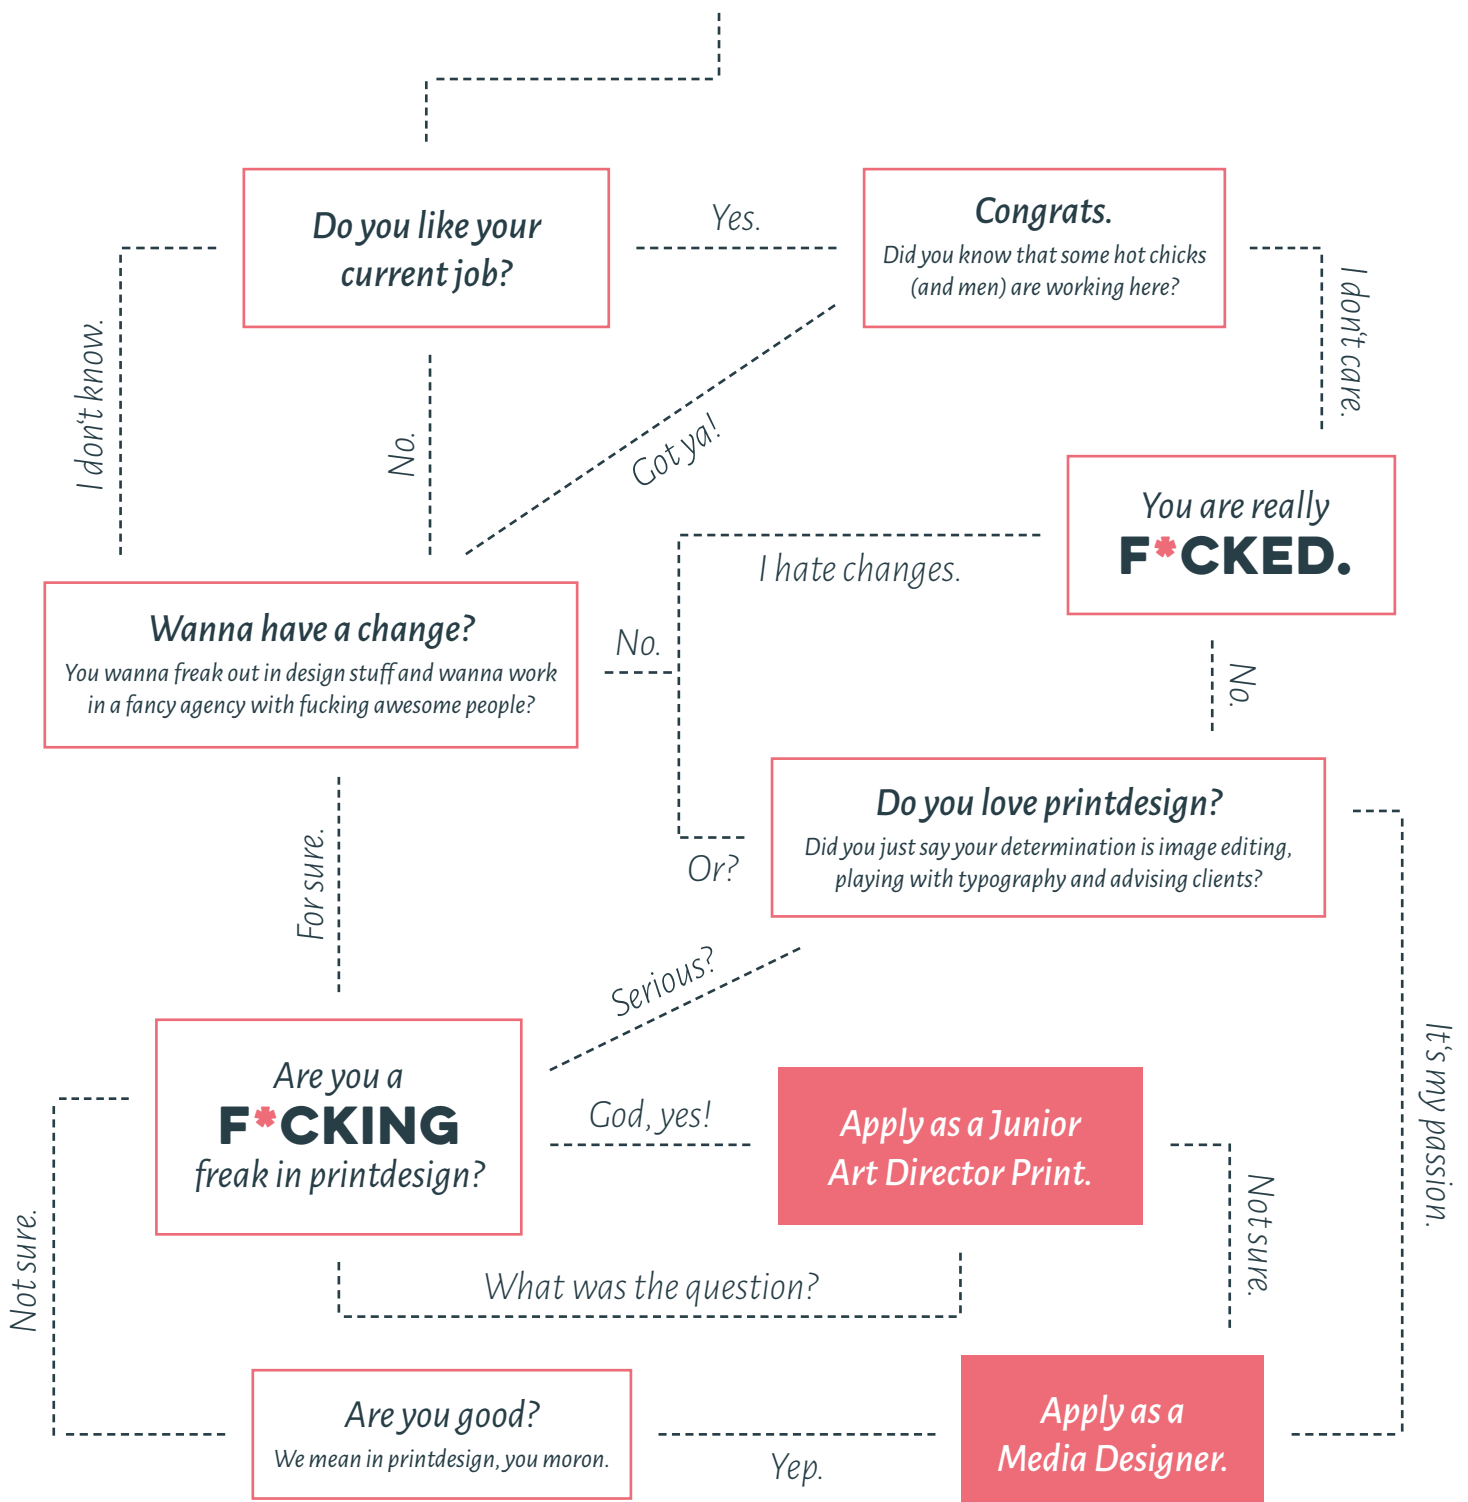 Do you like your
current job?
Yes.
Congrats.
Did you know that some hot chicks
(and men) are working here?
I don‘t know.
No.
Got ya!
I don‘t care.
You are really
F*CKED.
I hate changes.
Wanna have a change?
You wanna freak out in design stuff and wanna work
in a fancy agency with fucking awesome people?
No.
No.
Do you love printdesign?
Did you just say your determination is image editing,
playing with typography and advising clients?
Or?
For sure.
Serious?
It's my passion.
Are you a
F*CKING
freak in printdesign?
God, yes!
Apply as a Junior
Art Director Print.
Not sure.
Not sure.
What was the question?
Are you good?
We mean in printdesign, you moron.
Yep.
Apply as a
Media Designer.